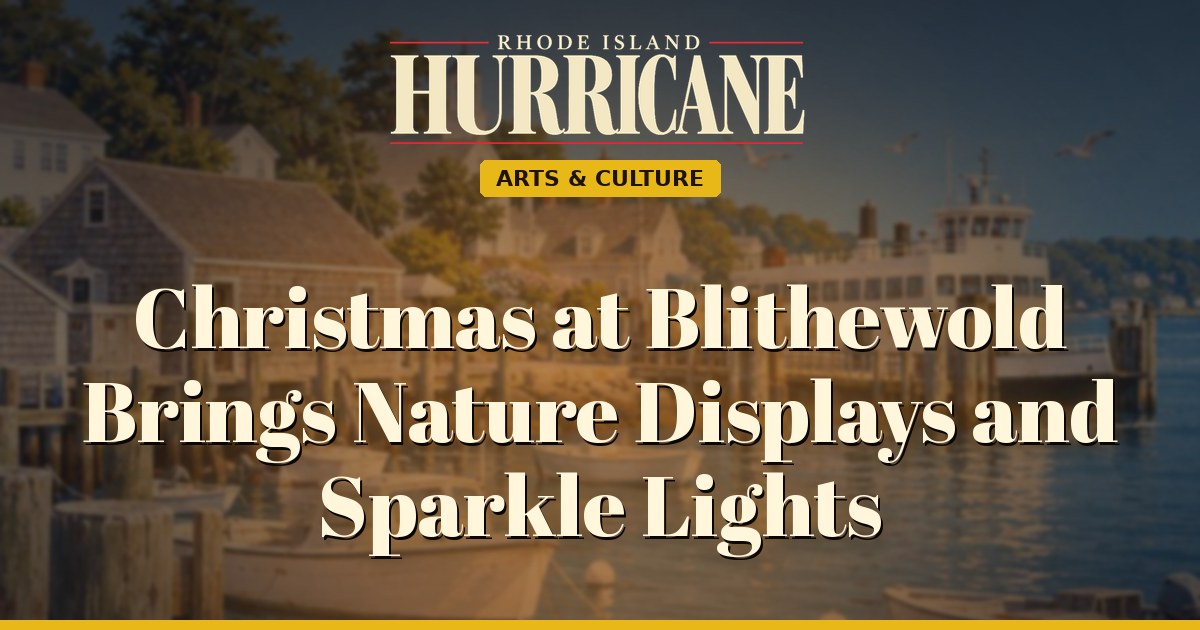 RHODE ISLAND
HURRICANE
ARTS & CULTURE
Christmas at Blithewold
Brings Nature Displays and
Sparkle Lights